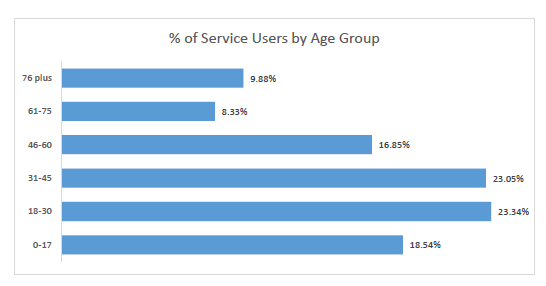 % of Service Users by Age Group
76 plus 9.88%
61-75 8.33%
46-60 16.85%
31-45 23.05%
18-30 23.34%
0-17 18.54%